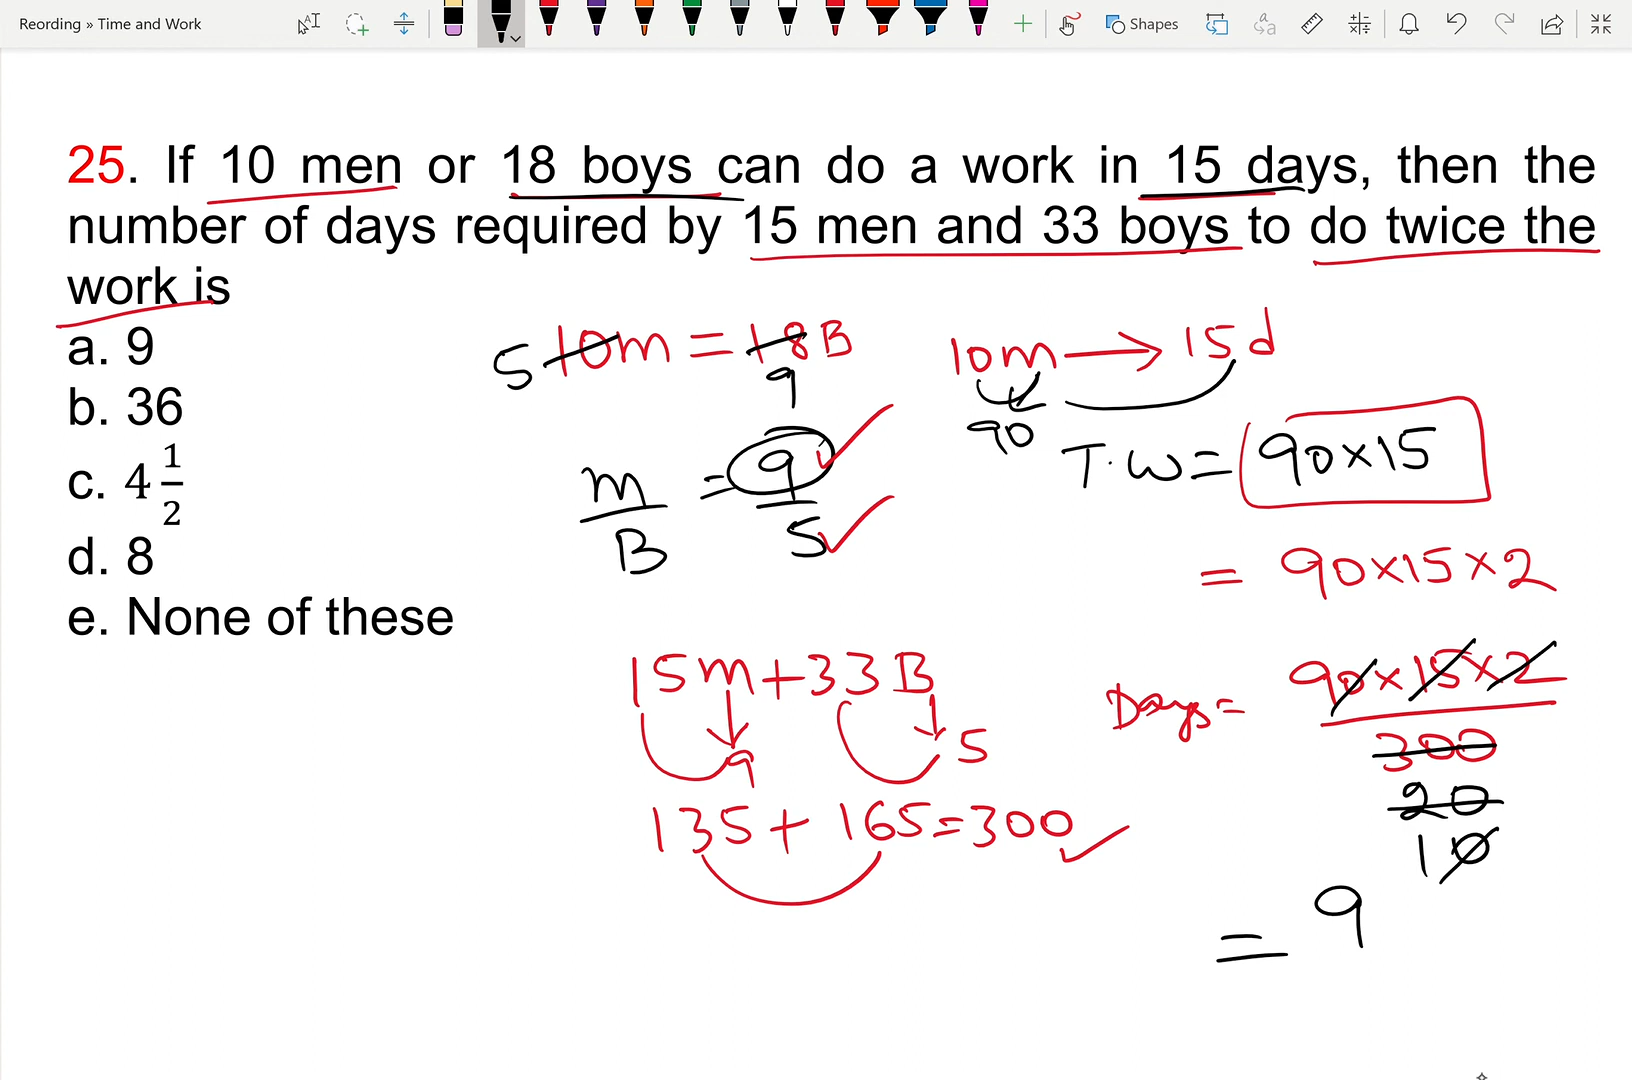 Reording » Time and Work
Shapes
25. If 10 men or 18 boys can do a work in 15 days, then the
number of days required by 15 men and 33 boys to do twice the
work is
a. 9
b. 36
c. 4 1/2
d. 8
e. None of these
5 10m = 18B
9
m/B = 9/5
10m → 15d
90
T.W = 90×15
= 90×15×2
15m+33B
9 5
135 + 165=300
Days = 90×15×2
300
20
10
= 9